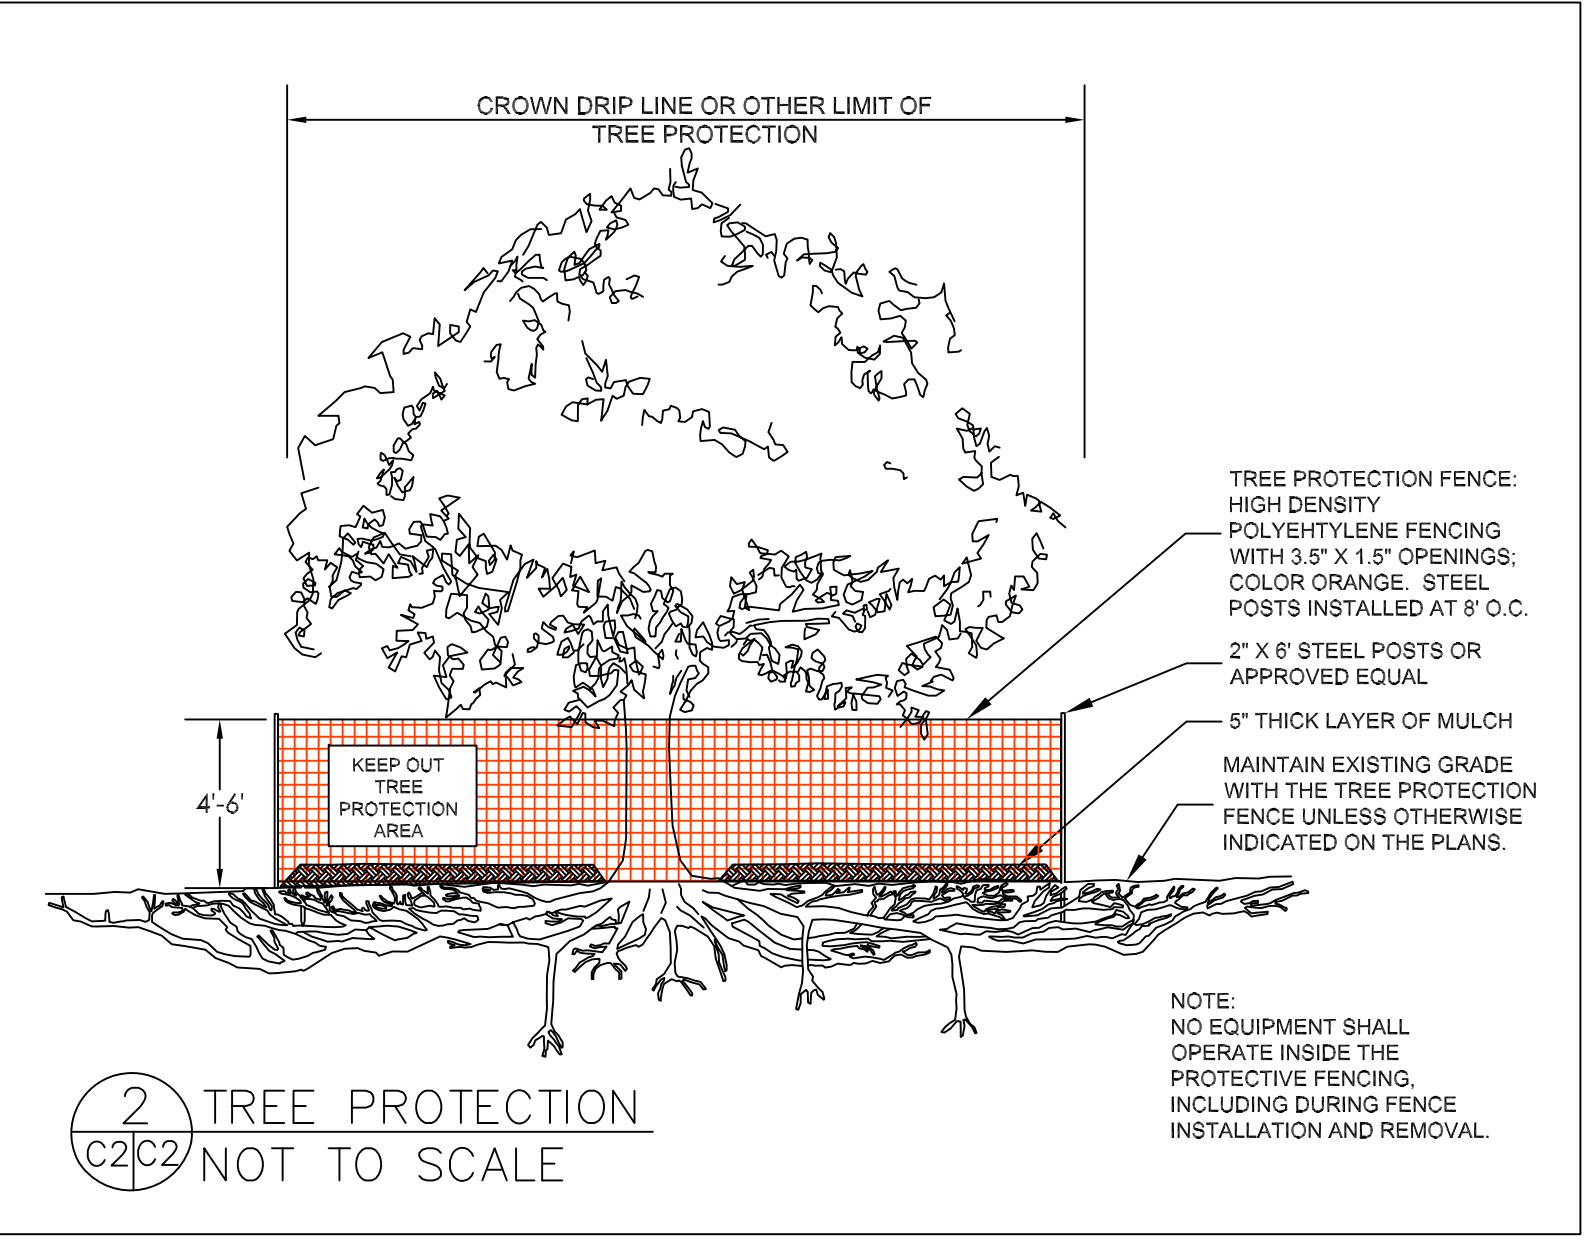 CROWN DRIP LINE OR OTHER LIMIT OF
TREE PROTECTION
TREE PROTECTION FENCE:
HIGH DENSITY
POLYEHTYLENE FENCING
WITH 3.5" X 1.5" OPENINGS;
COLOR ORANGE. STEEL
POSTS INSTALLED AT 8' O.C.
2" X 6' STEEL POSTS OR
APPROVED EQUAL
5" THICK LAYER OF MULCH
MAINTAIN EXISTING GRADE
WITH THE TREE PROTECTION
FENCE UNLESS OTHERWISE
INDICATED ON THE PLANS.
4'-6'
KEEP OUT
TREE
PROTECTION
AREA
NOTE:
NO EQUIPMENT SHALL
OPERATE INSIDE THE
PROTECTIVE FENCING,
INCLUDING DURING FENCE
INSTALLATION AND REMOVAL.
2 TREE PROTECTION
C2 C2 NOT TO SCALE